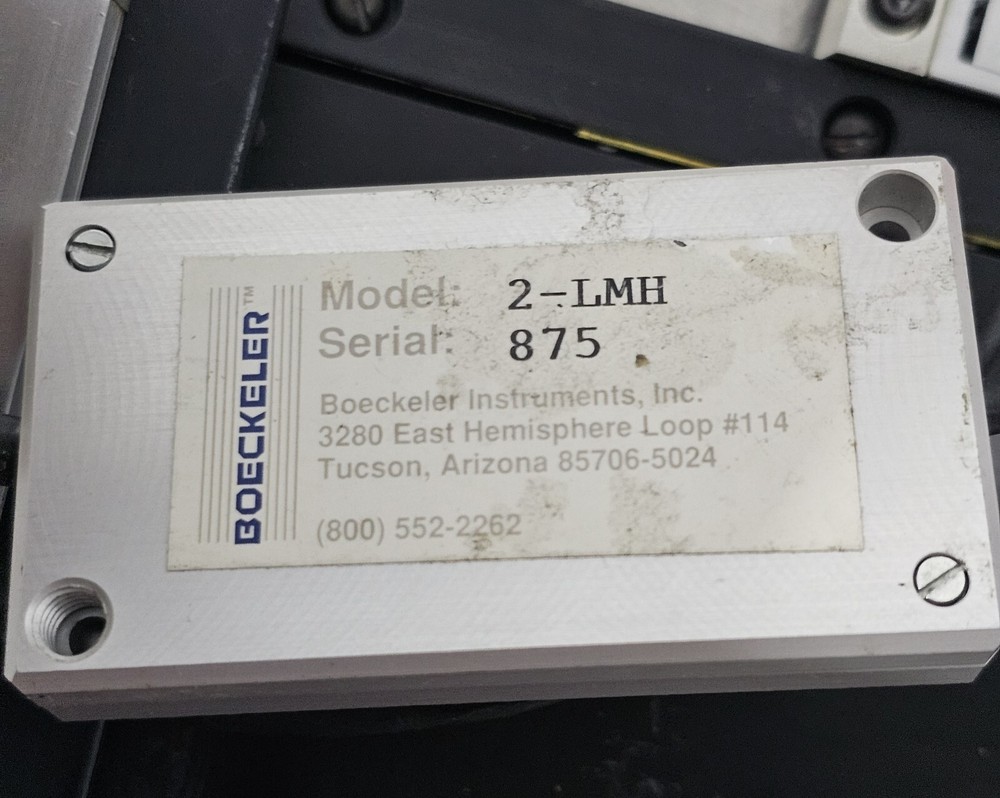 BOECKELER™
Model: 2-LMH
Serial: 875
Boeckeler Instruments, Inc.
3280 East Hemisphere Loop #114
Tucson, Arizona 85706-5024
(800) 552-2262